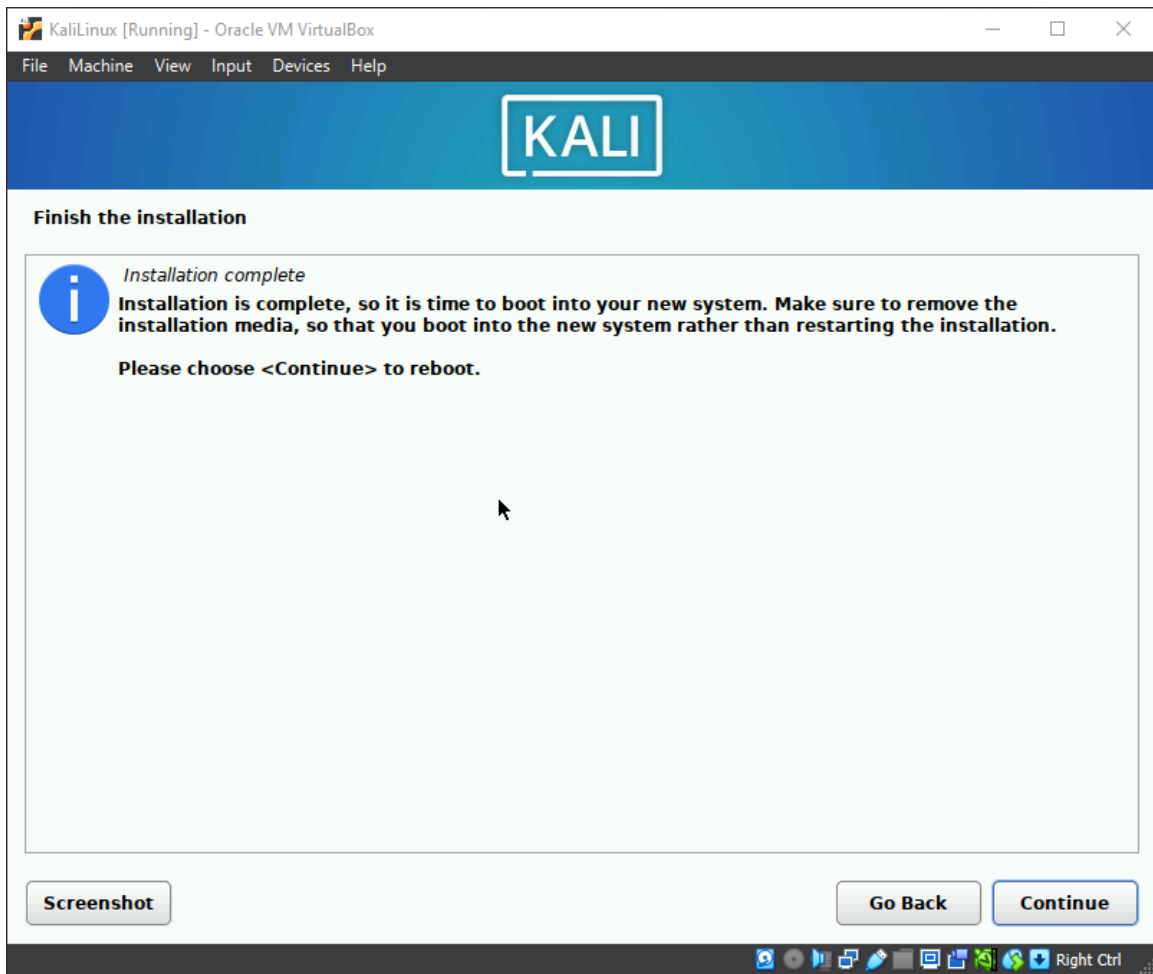 KaliLinux [Running] - Oracle VM VirtualBox
File Machine View Input Devices Help
KALI
Finish the installation
Installation complete
Installation is complete, so it is time to boot into your new system. Make sure to remove the
installation media, so that you boot into the new system rather than restarting the installation.
Please choose <Continue> to reboot.
Screenshot Go Back Continue
Right Ctrl